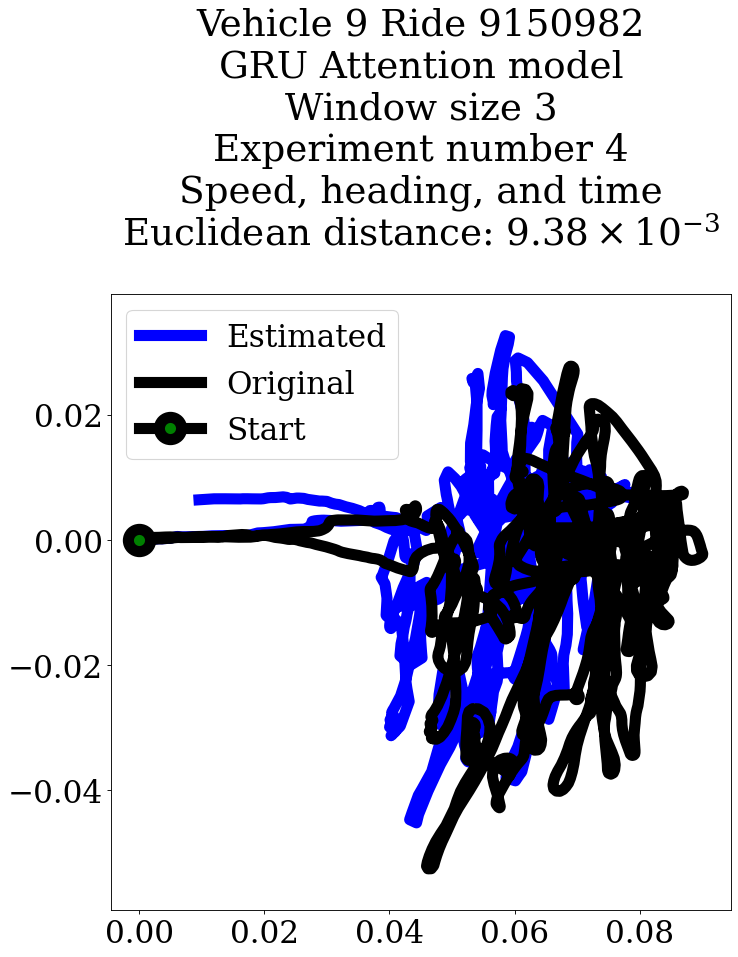 Vehicle 9 Ride 9150982
GRU Attention model
Window size 3
Experiment number 4
Speed, heading, and time
Euclidean distance: 9.38 × 10⁻³
Estimated
Original
Start
0.02
0.00
−0.02
−0.04
0.00 0.02 0.04 0.06 0.08